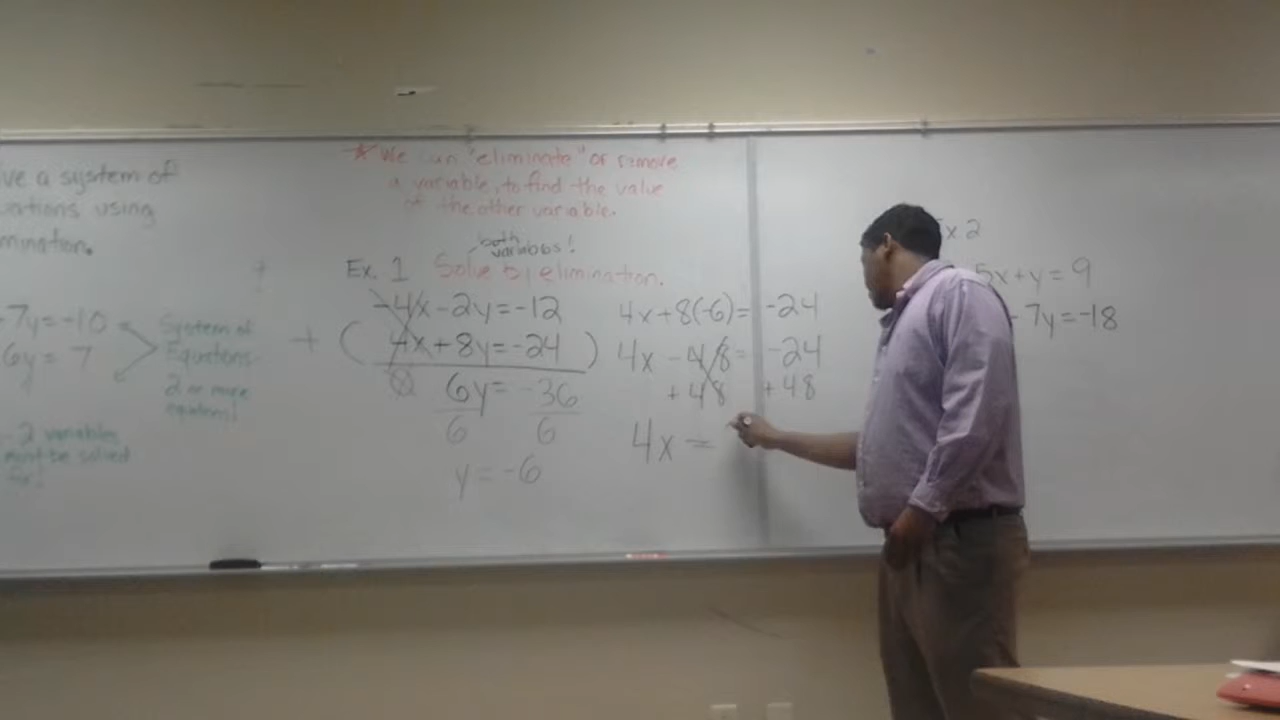 ve a system of
using
mination.
7y = -10
6y = 7
System of
Equations
2 or more
equations!
2 variables
must be solved
for!
* We can "eliminate" or remove
a variable, to find the value
of the other variable.
both
variables!
Ex. 1 Solve by elimination.
-4x - 2y = -12
+ ( 4x + 8y = -24 )
6y = -36
6 6
y = -6
4x + 8(-6) = -24
4x - 48 = -24
+ 48 + 48
4x =
x 2
5x + y = 9
- 7y = -18